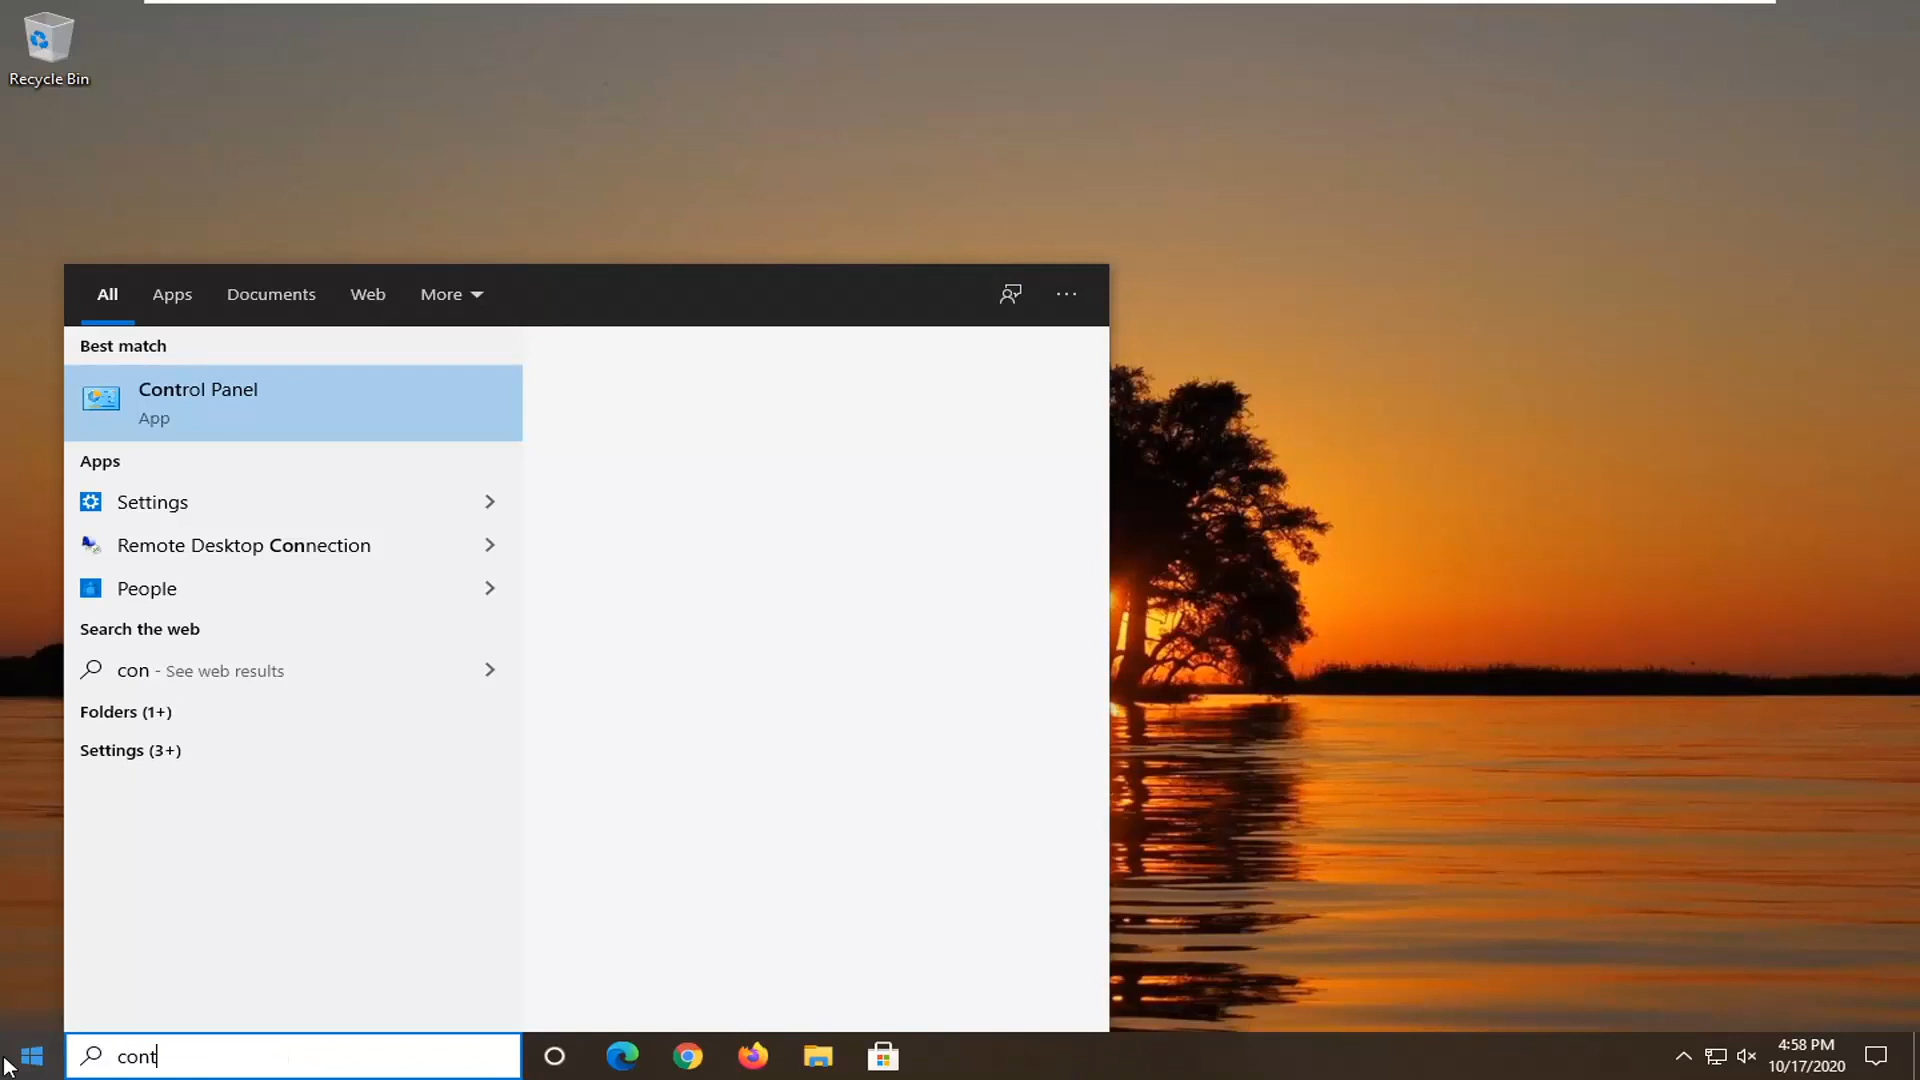 Recycle Bin
All Apps Documents Web More
Best match
Control Panel
App
Apps
Settings
Remote Desktop Connection
People
Search the web
con - See web results
Folders (1+)
Settings (3+)
cont
4:58 PM
10/17/2020